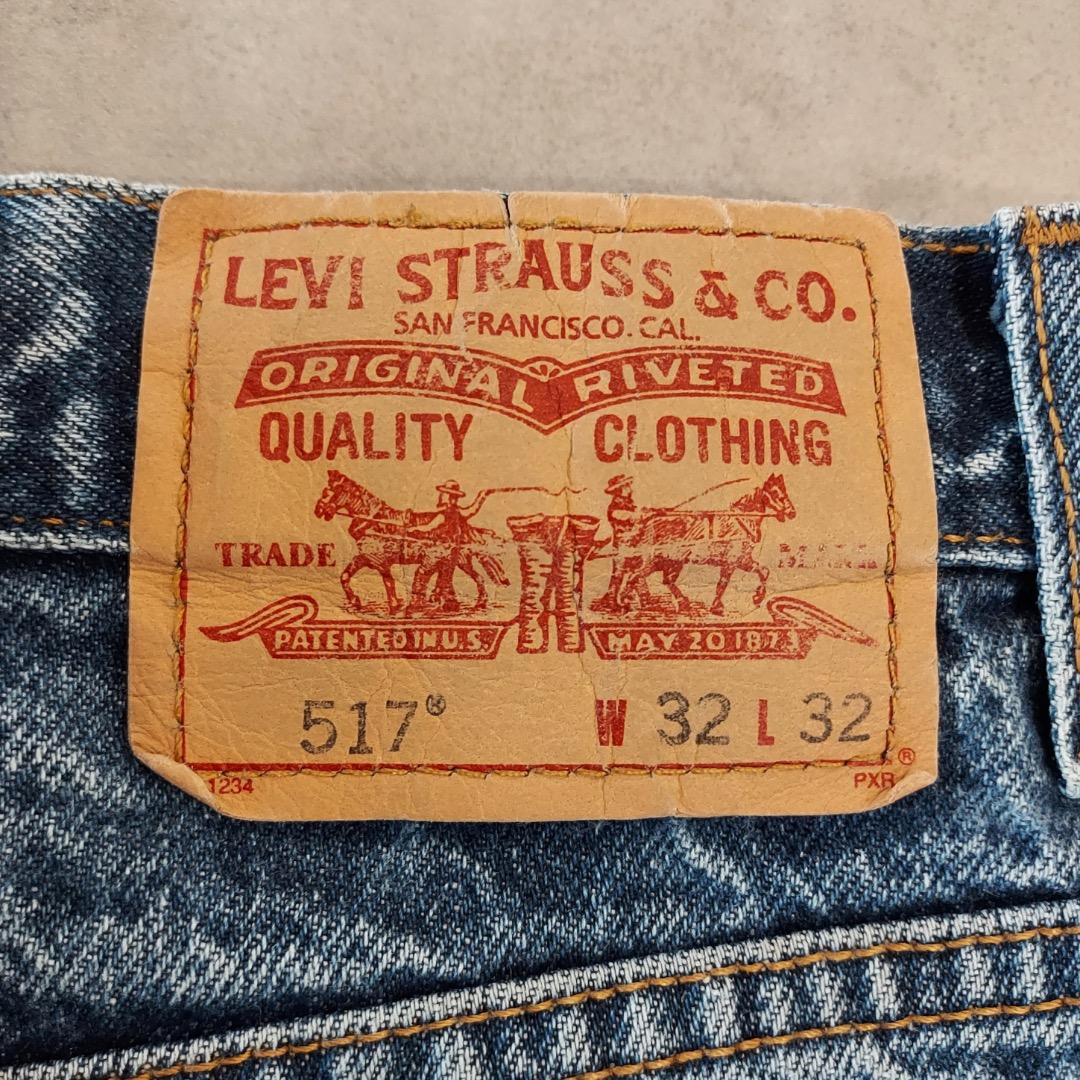 LEVI STRAUSS & CO.
SAN FRANCISCO. CAL.
ORIGINAL RIVETED
QUALITY CLOTHING
TRADE MARK
PATENTED IN U.S. MAY 20 1873
517® W 32 L 32
1234 PXR ®